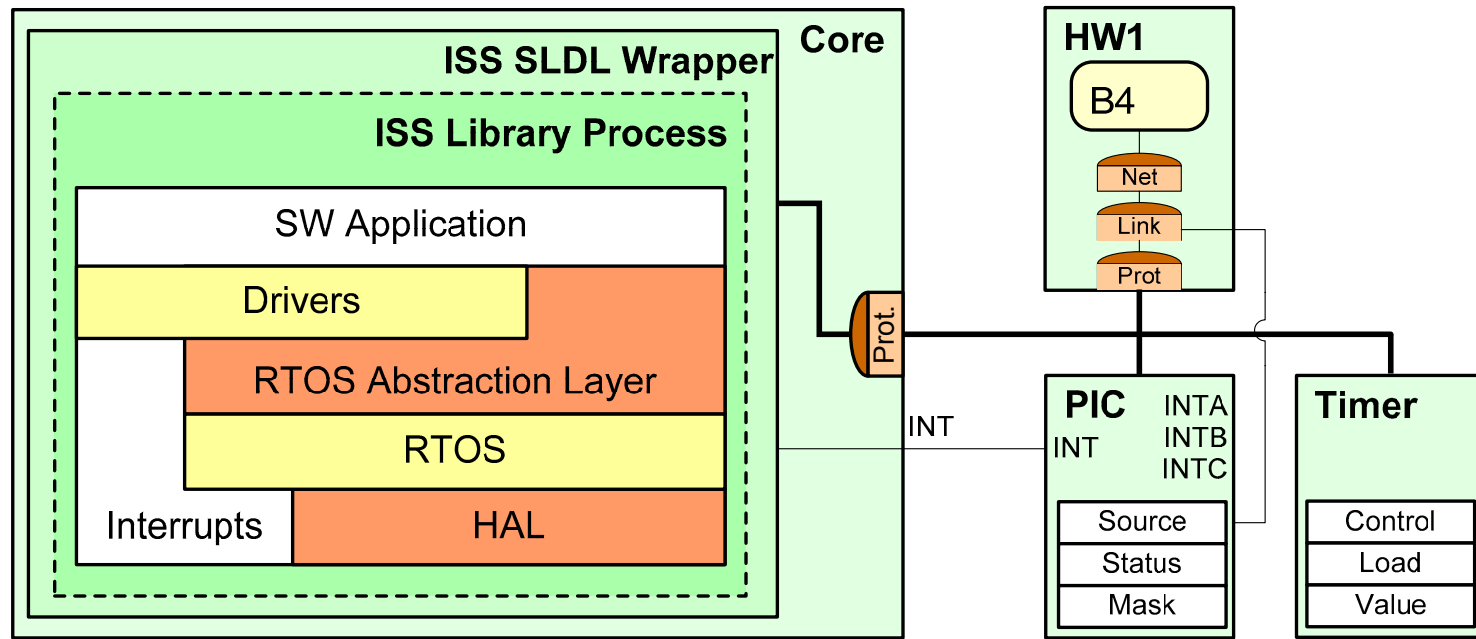 Core
ISS SLDL Wrapper
ISS Library Process
SW Application
Drivers
RTOS Abstraction Layer
RTOS
Interrupts
HAL
Prot.
INT
HW1
B4
Net
Link
Prot
PIC
INTA
INTB
INTC
INT
Source
Status
Mask
Timer
Control
Load
Value